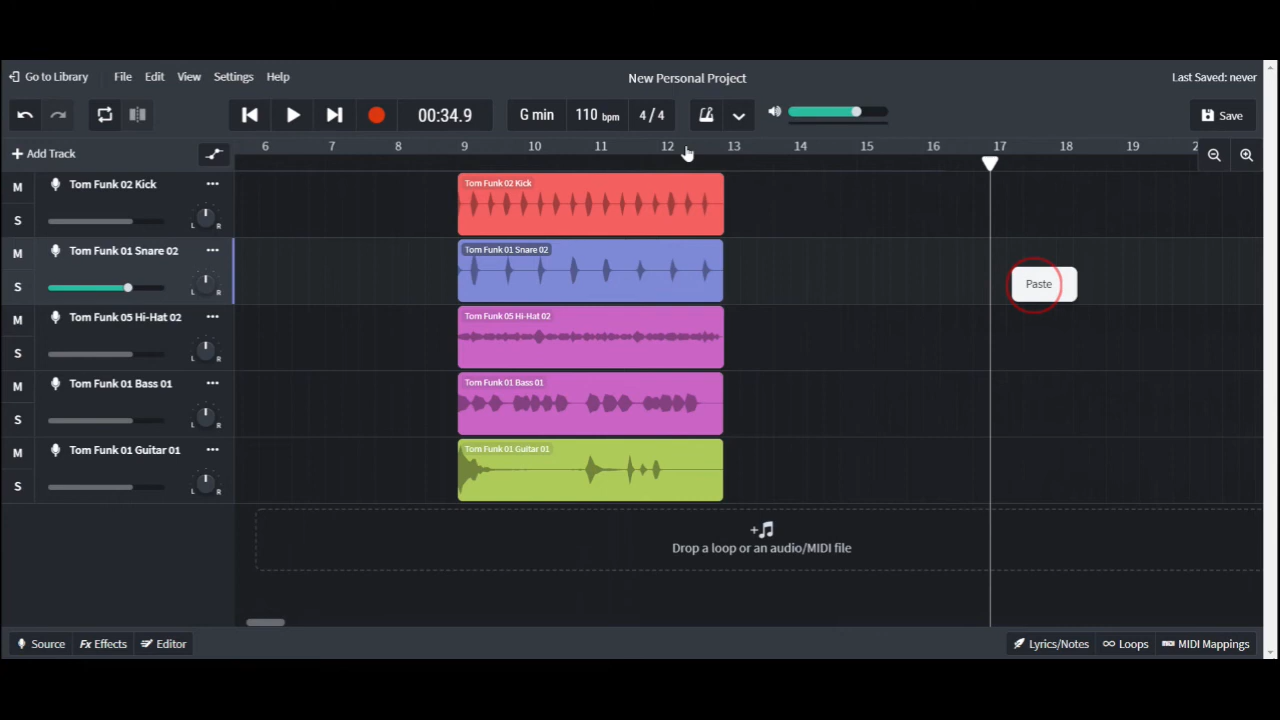 Go to Library File Edit View Settings Help New Personal Project Last Saved: never
00:34.9 G min 110 bpm 4 / 4 Save
+ Add Track 6 7 8 9 10 11 12 13 14 15 16 17 18 19
M Tom Funk 02 Kick ••• Tom Funk 02 Kick
S L R
M Tom Funk 01 Snare 02 ••• Tom Funk 01 Snare 02
S L R Paste
M Tom Funk 05 Hi-Hat 02 ••• Tom Funk 05 Hi-Hat 02
S L R
M Tom Funk 01 Bass 01 ••• Tom Funk 01 Bass 01
S L R
M Tom Funk 01 Guitar 01 ••• Tom Funk 01 Guitar 01
S L R
Drop a loop or an audio/MIDI file
Source Fx Effects Editor Lyrics/Notes Loops MIDI Mappings